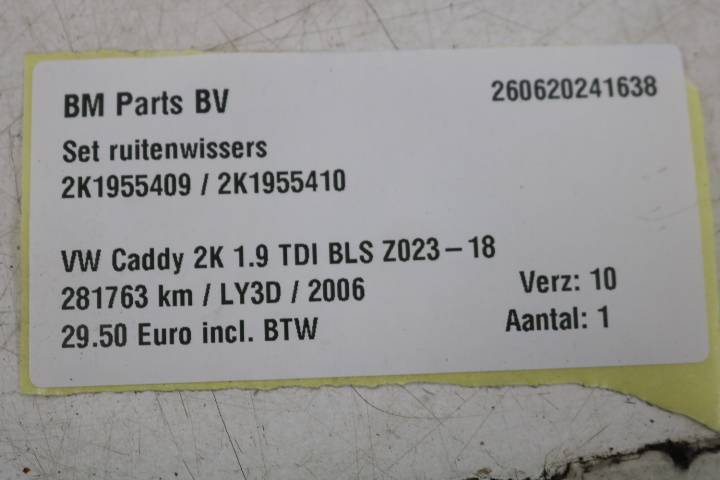 BM Parts BV
260620241638
Set ruitenwissers
2K1955409 / 2K1955410
VW Caddy 2K 1.9 TDI BLS Z023-18
281763 km / LY3D / 2006
Verz: 10
29.50 Euro incl. BTW
Aantal: 1